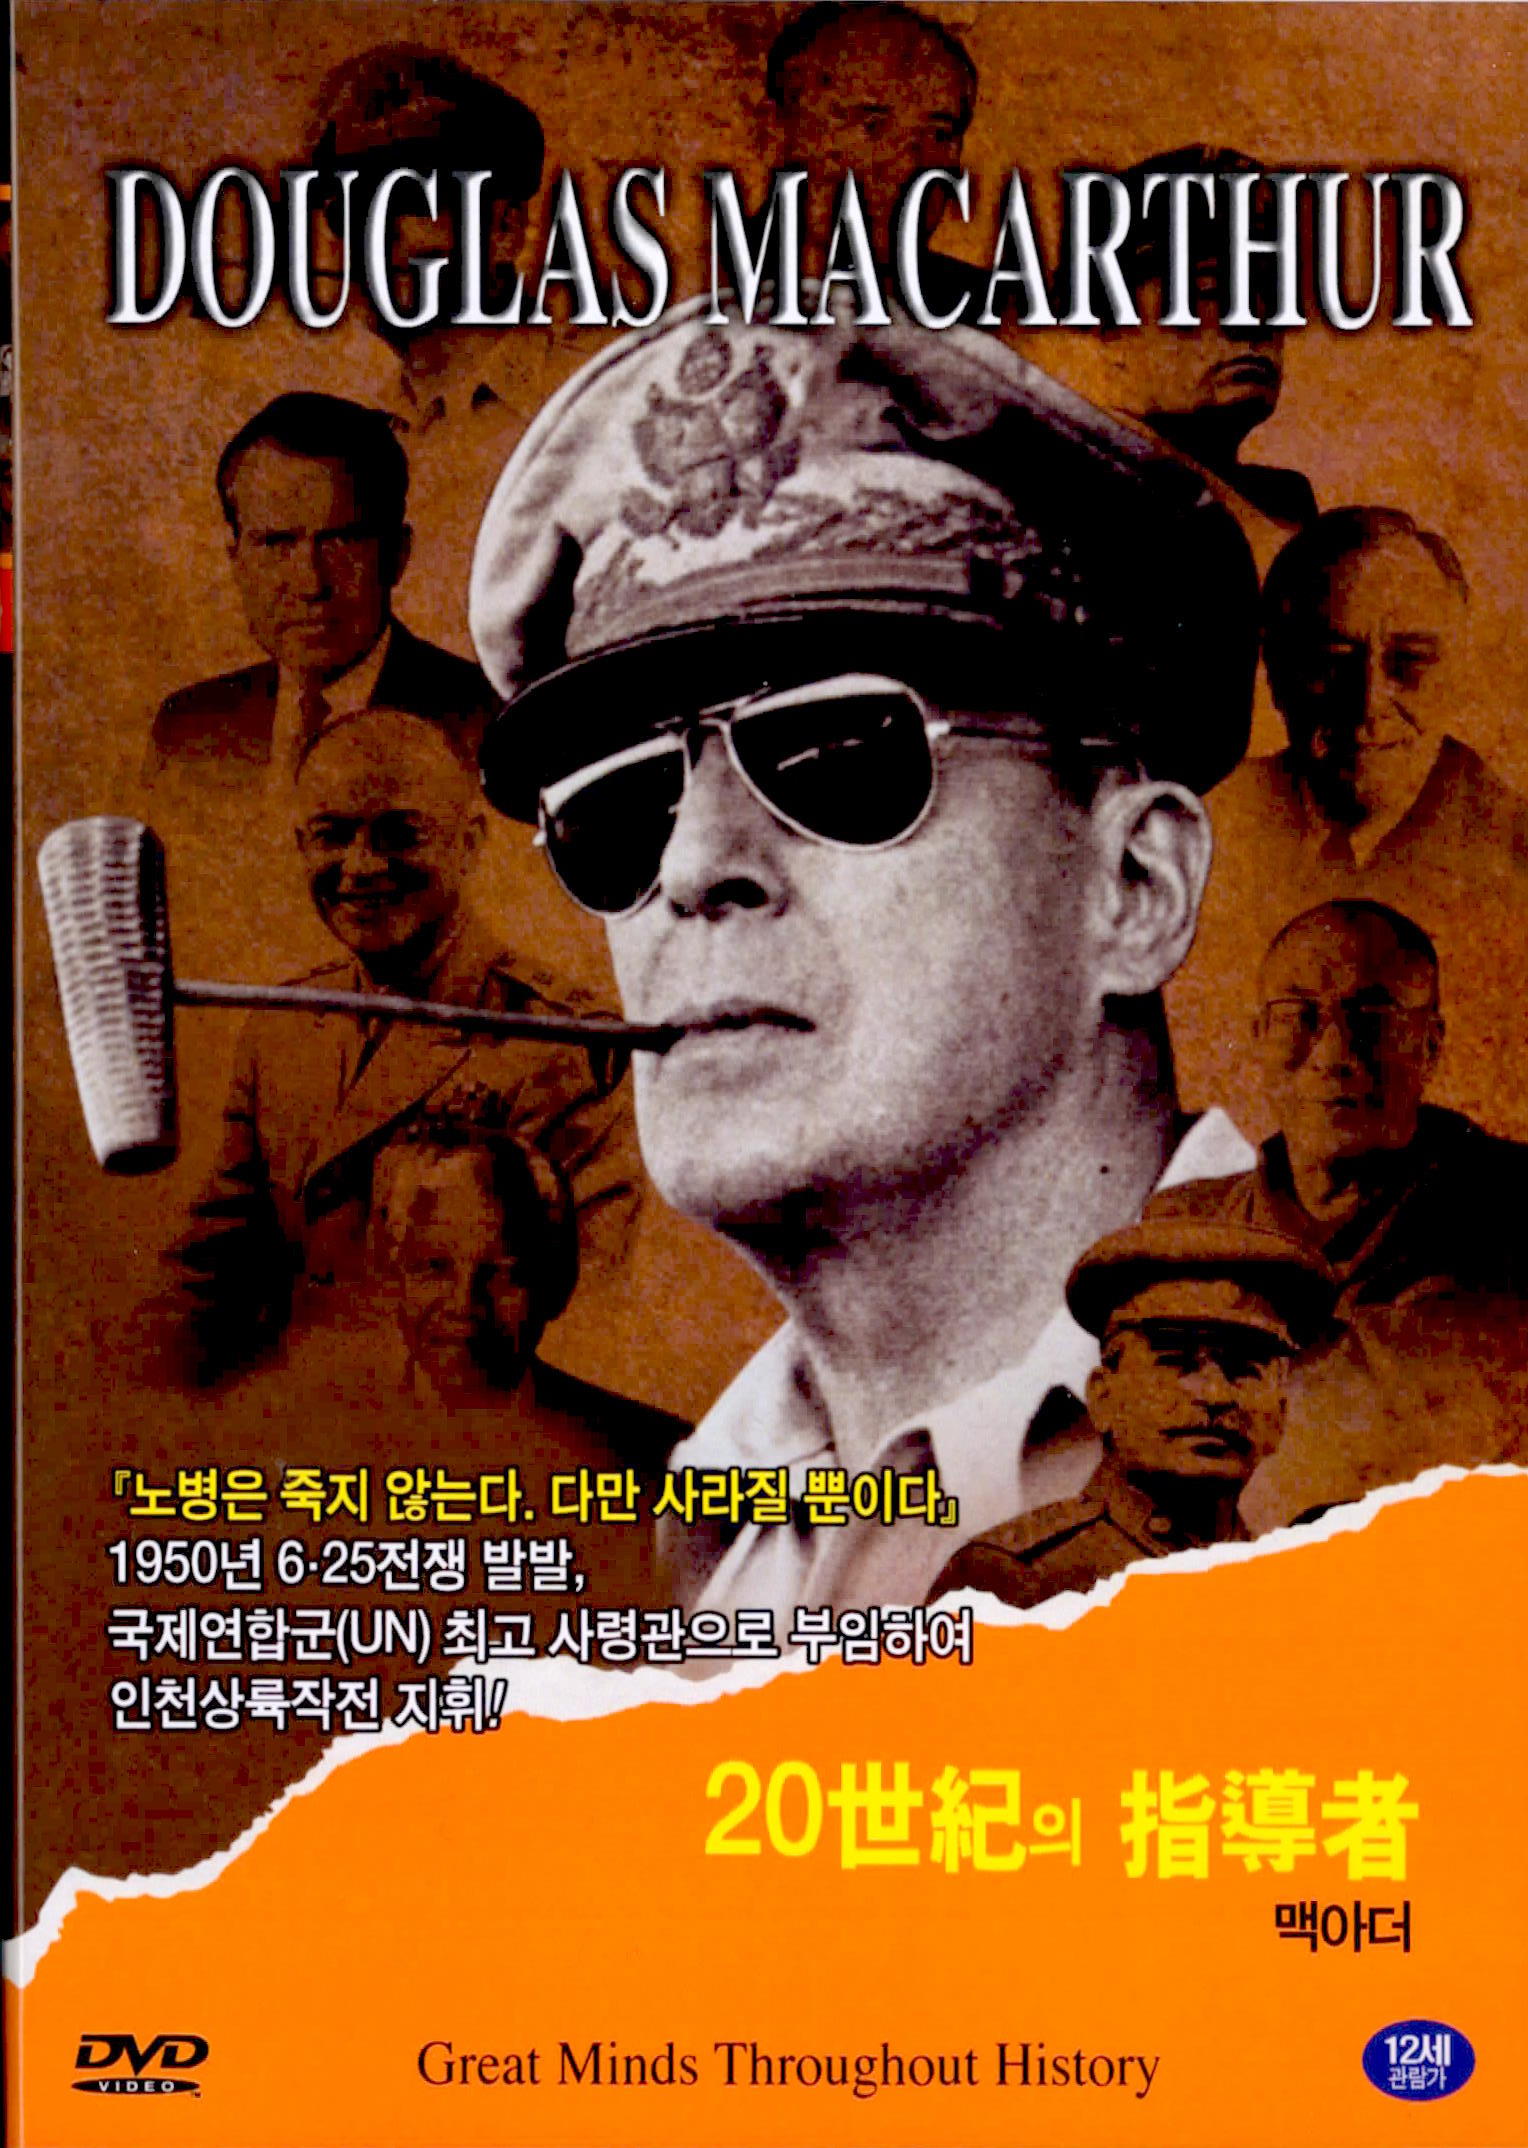 DOUGLAS MACARTHUR
『노병은 죽지 않는다. 다만 사라질 뿐이다』
1950년 6·25전쟁 발발,
국제연합군(UN) 최고 사령관으로 부임하여
인천상륙작전 지휘!
20世紀의 指導者
맥아더
DVD
VIDEO
TM
Great Minds Throughout History
12세
관람가